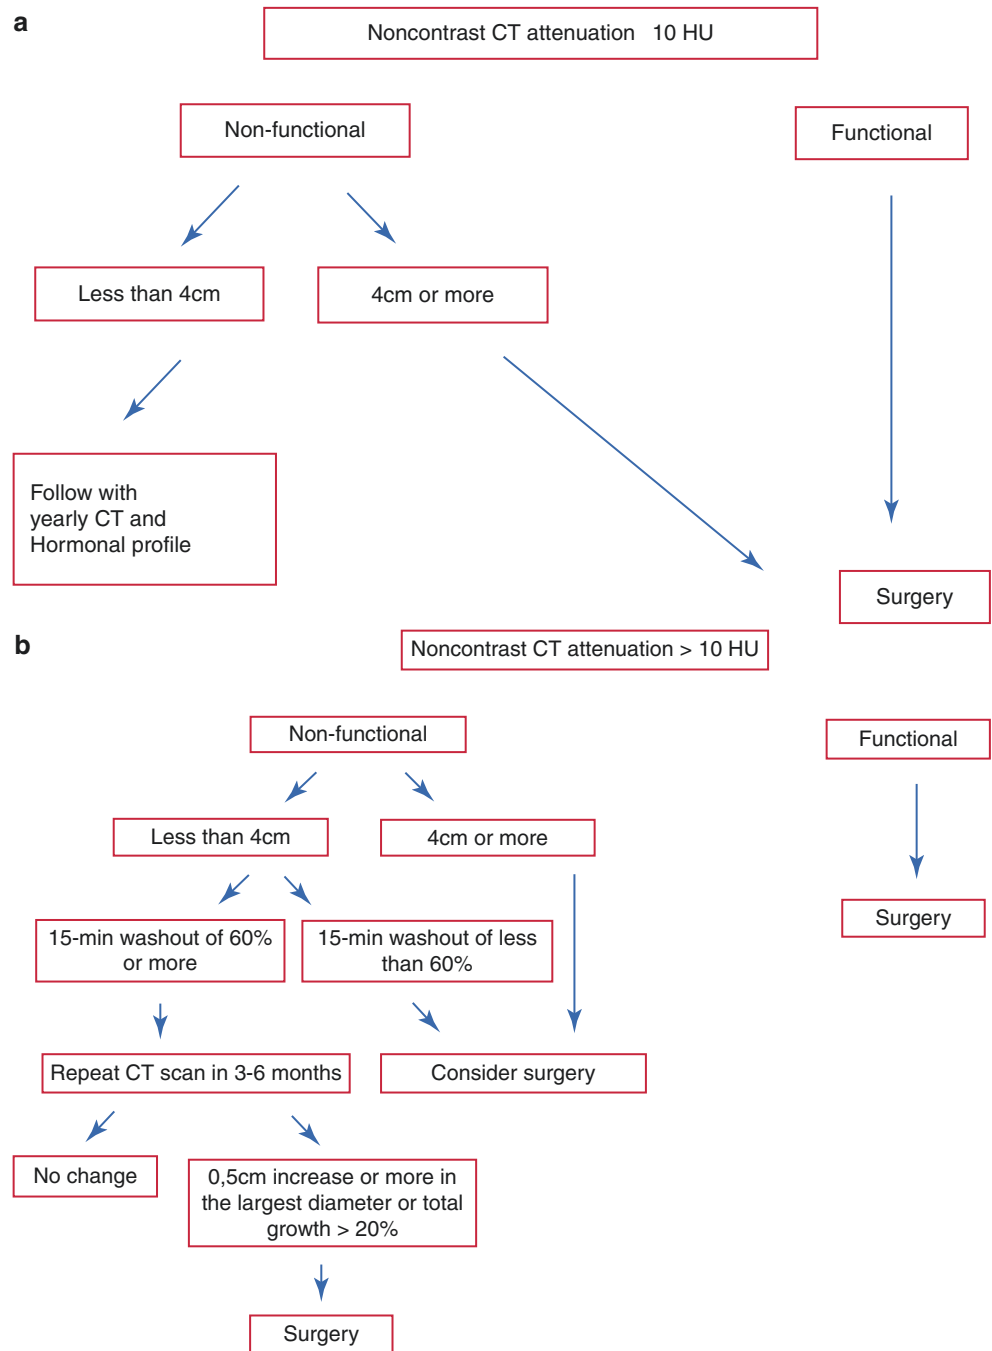 a
Noncontrast CT attenuation 10 HU
Non-functional
Functional
Less than 4cm
4cm or more
Follow with
yearly CT and
Hormonal profile
Surgery
b
Noncontrast CT attenuation > 10 HU
Non-functional
Functional
Less than 4cm
4cm or more
15-min washout of 60%
or more
15-min washout of less
than 60%
Surgery
Repeat CT scan in 3-6 months
Consider surgery
No change
0,5cm increase or more in
the largest diameter or total
growth > 20%
Surgery